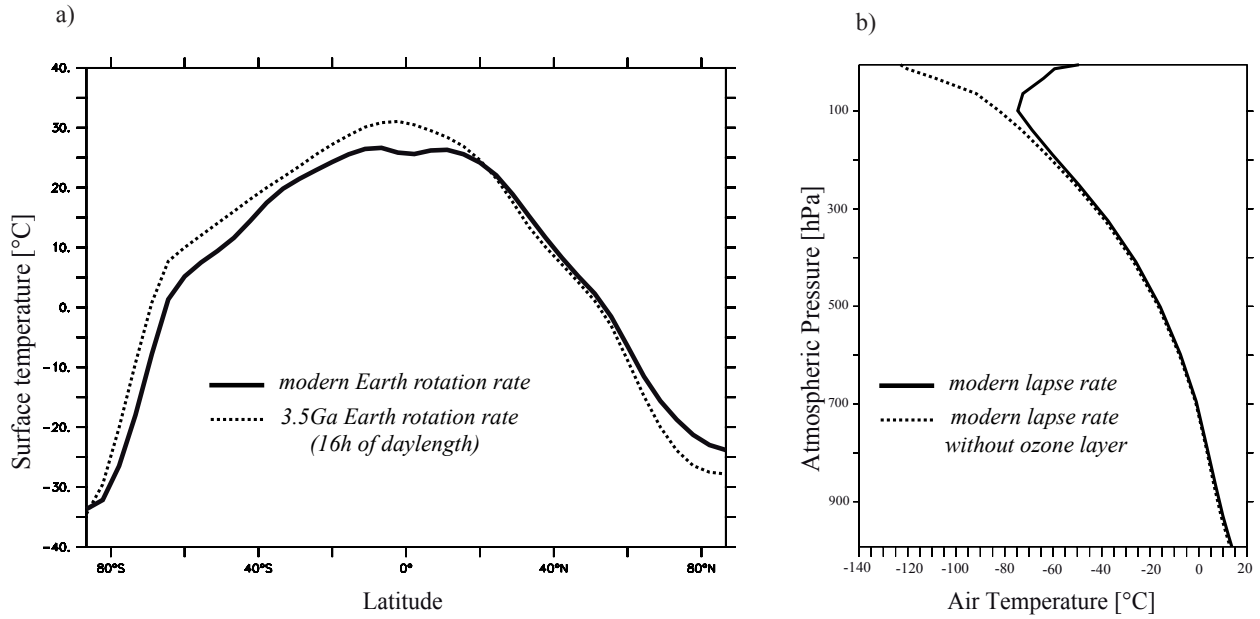 a)
40.
30.
20.
10.
0.
-10.
-20.
-30.
-40.
80°S
40°S
0°
40°N
80°N
Surface temperature [°C]
Latitude
modern Earth rotation rate
3.5Ga Earth rotation rate
(16h of daylength)
b)
100
300
500
700
900
-140
-120
-100
-80
-60
-40
-20
0
20
Atmospheric Pressure [hPa]
Air Temperature [°C]
modern lapse rate
modern lapse rate
without ozone layer